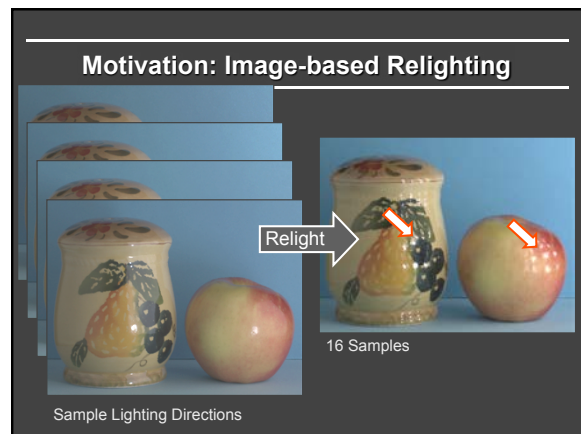 Motivation: Image-based Relighting
Relight
16 Samples
Sample Lighting Directions